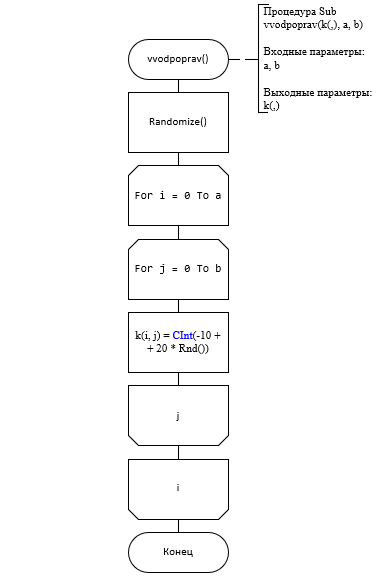 Процедура Sub
vvodpoprav(k(,), a, b)
Входные параметры:
a, b
Выходные параметры:
k(,)
vvodpoprav()
Randomize()
For i = 0 To a
For j = 0 To b
k(i, j) = CInt(-10 +
+ 20 * Rnd())
j
i
Конец